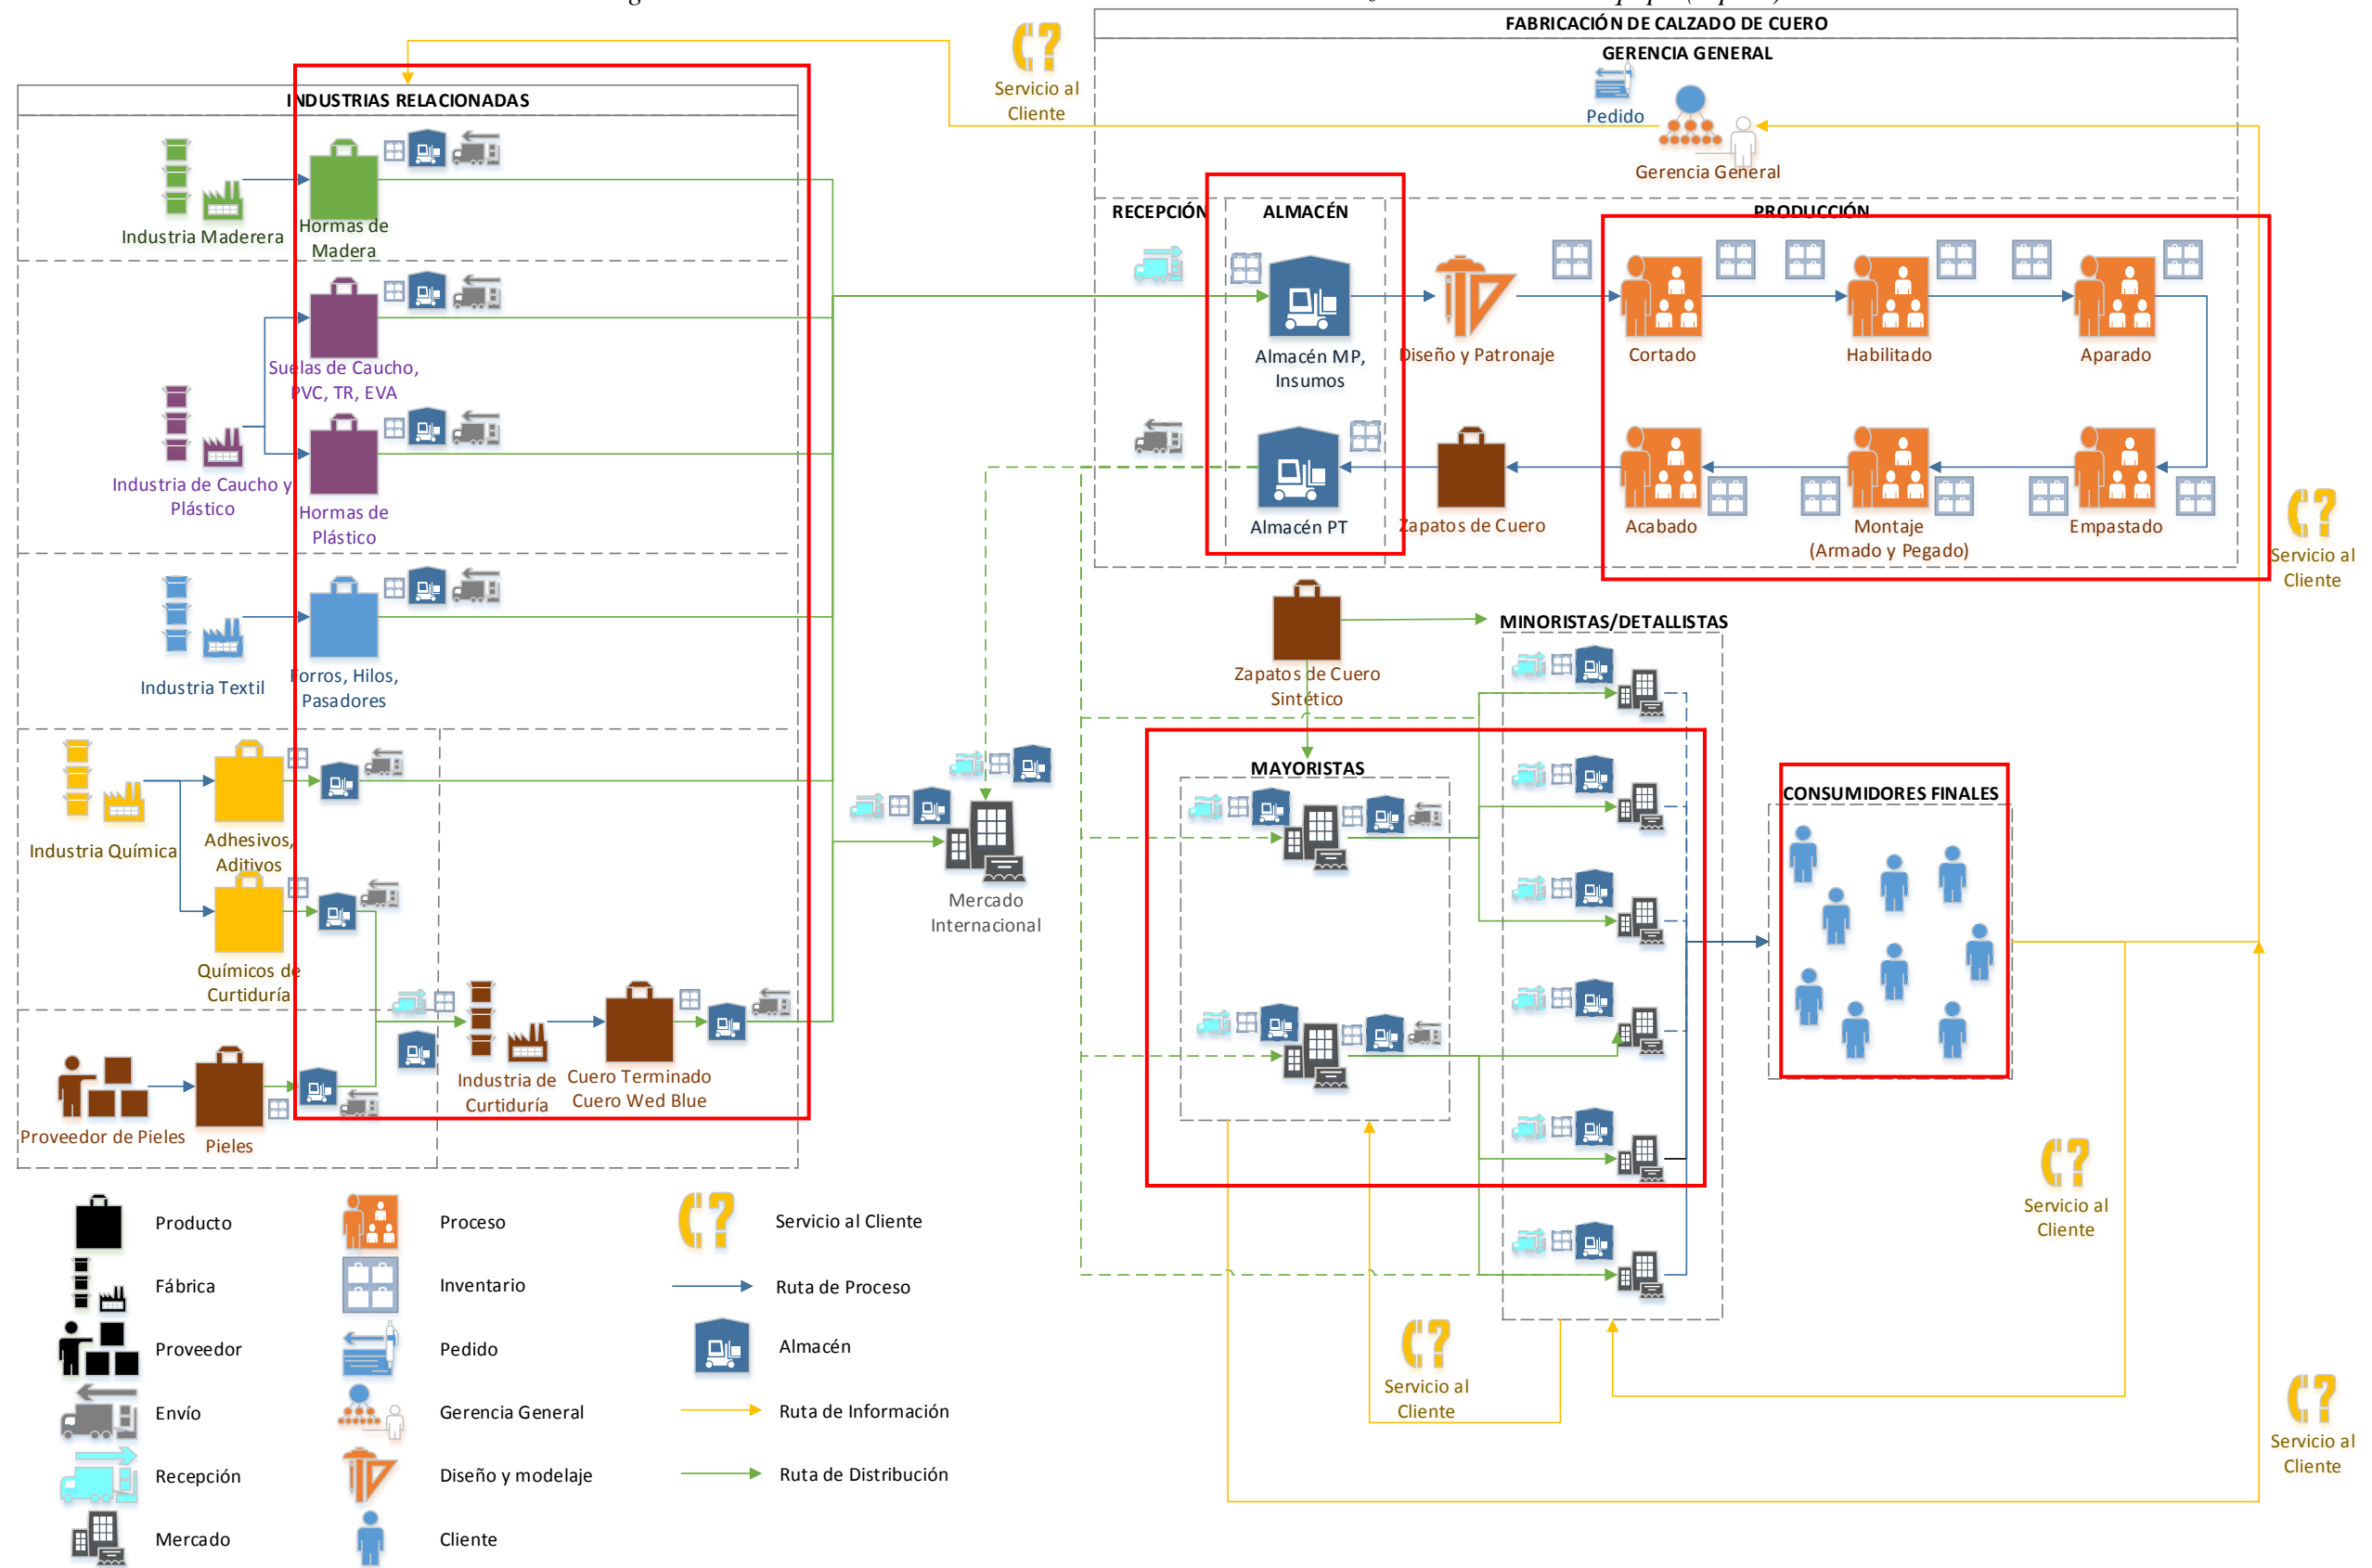 FABRICACIÓN DE CALZADO DE CUERO
GERENCIA GENERAL
Servicio al
Cliente
Pedido
Gerencia General
INDUSTRIAS RELACIONADAS
Industria Maderera
Hormas de
Madera
Suelas de Caucho,
PVC, TR, EVA
Industria de Caucho y
Plástico
Hormas de
Plástico
Industria Textil
Forros, Hilos,
Pasadores
Industria Química
Adhesivos,
Aditivos
Químicos de
Curtiduría
Proveedor de Pieles
Pieles
Industria de
Curtiduría
Cuero Terminado
Cuero Wed Blue
RECEPCIÓN
ALMACÉN
PRODUCCIÓN
Almacén MP,
Insumos
Diseño y Patronaje
Cortado
Habilitado
Aparado
Almacén PT
Zapatos de Cuero
Acabado
Montaje
(Armado y Pegado)
Empastado
Servicio al
Cliente
Zapatos de Cuero
Sintético
MINORISTAS/DETALLISTAS
MAYORISTAS
CONSUMIDORES FINALES
Mercado
Internacional
Servicio al
Cliente
Servicio al
Cliente
Servicio al
Cliente
Producto
Proceso
Servicio al Cliente
Fábrica
Inventario
Ruta de Proceso
Proveedor
Pedido
Almacén
Envío
Gerencia General
Ruta de Información
Recepción
Diseño y modelaje
Ruta de Distribución
Mercado
Cliente